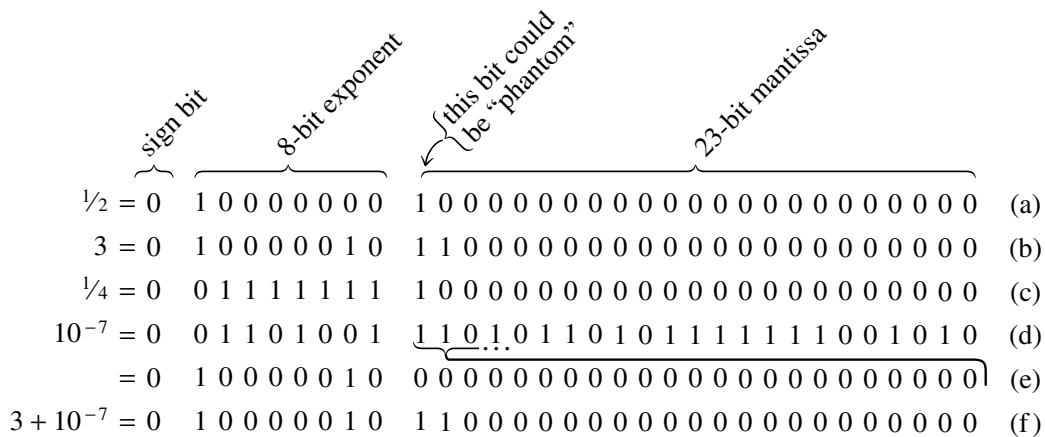 sign bit
8-bit exponent
this bit could
be “phantom”
23-bit mantissa
1⁄2 = 0 1 0 0 0 0 0 0 0 1 0 0 0 0 0 0 0 0 0 0 0 0 0 0 0 0 0 0 0 0 0 0 (a)
3 = 0 1 0 0 0 0 0 1 0 1 1 0 0 0 0 0 0 0 0 0 0 0 0 0 0 0 0 0 0 0 0 0 (b)
1⁄4 = 0 0 1 1 1 1 1 1 1 1 0 0 0 0 0 0 0 0 0 0 0 0 0 0 0 0 0 0 0 0 0 0 (c)
10−7 = 0 0 1 1 0 1 0 0 1 1 1 0 1 0 1 1 0 1 0 1 1 1 1 1 1 1 0 0 1 0 1 0 (d)
...
= 0 1 0 0 0 0 0 1 0 0 0 0 0 0 0 0 0 0 0 0 0 0 0 0 0 0 0 0 0 0 0 0 (e)
3 + 10−7 = 0 1 0 0 0 0 0 1 0 1 1 0 0 0 0 0 0 0 0 0 0 0 0 0 0 0 0 0 0 0 0 0 (f)